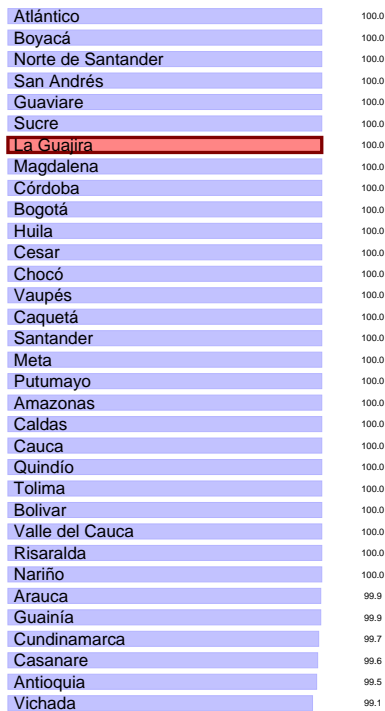 Atlántico 100.0
Boyacá 100.0
Norte de Santander 100.0
San Andrés 100.0
Guaviare 100.0
Sucre 100.0
La Guajira 100.0
Magdalena 100.0
Córdoba 100.0
Bogotá 100.0
Huila 100.0
Cesar 100.0
Chocó 100.0
Vaupés 100.0
Caquetá 100.0
Santander 100.0
Meta 100.0
Putumayo 100.0
Amazonas 100.0
Caldas 100.0
Cauca 100.0
Quindío 100.0
Tolima 100.0
Bolivar 100.0
Valle del Cauca 100.0
Risaralda 100.0
Nariño 100.0
Arauca 99.9
Guainía 99.9
Cundinamarca 99.7
Casanare 99.6
Antioquia 99.5
Vichada 99.1